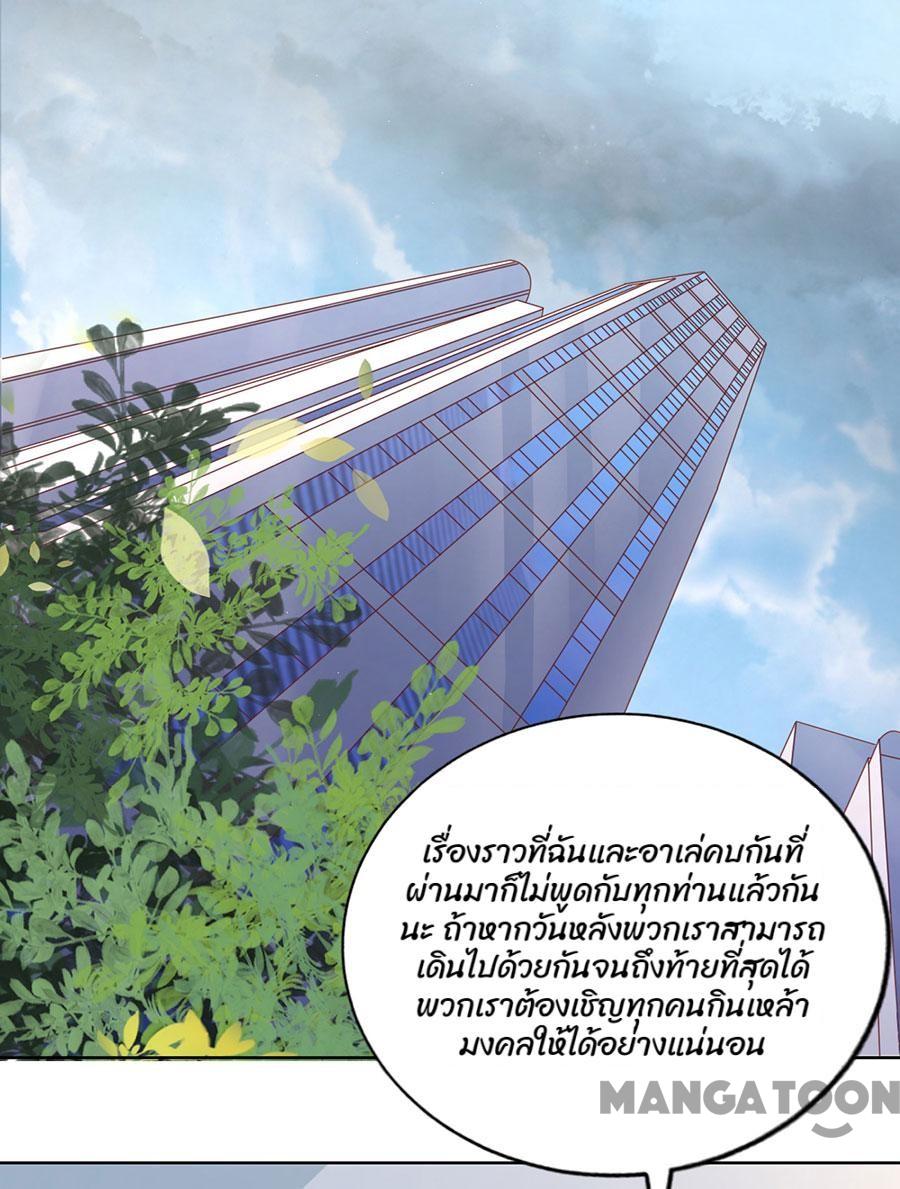 เรื่องราวที่ฉันและอาเล่คบกันที่
ผ่านมาก็ไม่พูดกับทุกท่านแล้วกัน
นะ ถ้าหากวันหลังพวกเราสามารถ
เดินไปด้วยกันจนถึงท้ายที่สุดได้
พวกเราต้องเชิญทุกคนกินเหล้า
มงคลให้ได้อย่างแน่นอน
MANGATOON